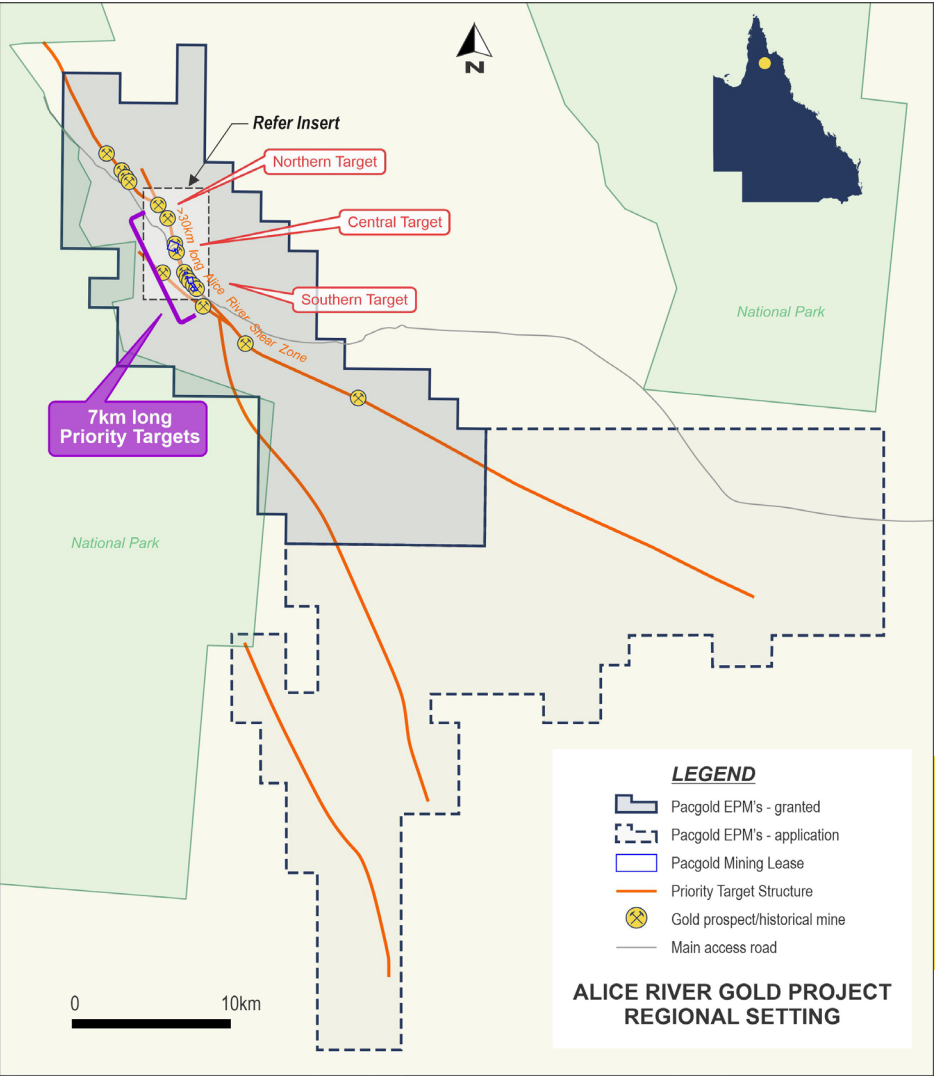 N
Refer Insert
Northern Target
Central Target
Southern Target
>30km long Alice River Shear Zone
7km long
Priority Targets
National Park
National Park
LEGEND
Pacgold EPM's - granted
Pacgold EPM's - application
Pacgold Mining Lease
Priority Target Structure
Gold prospect/historical mine
Main access road
ALICE RIVER GOLD PROJECT
REGIONAL SETTING
0 10km